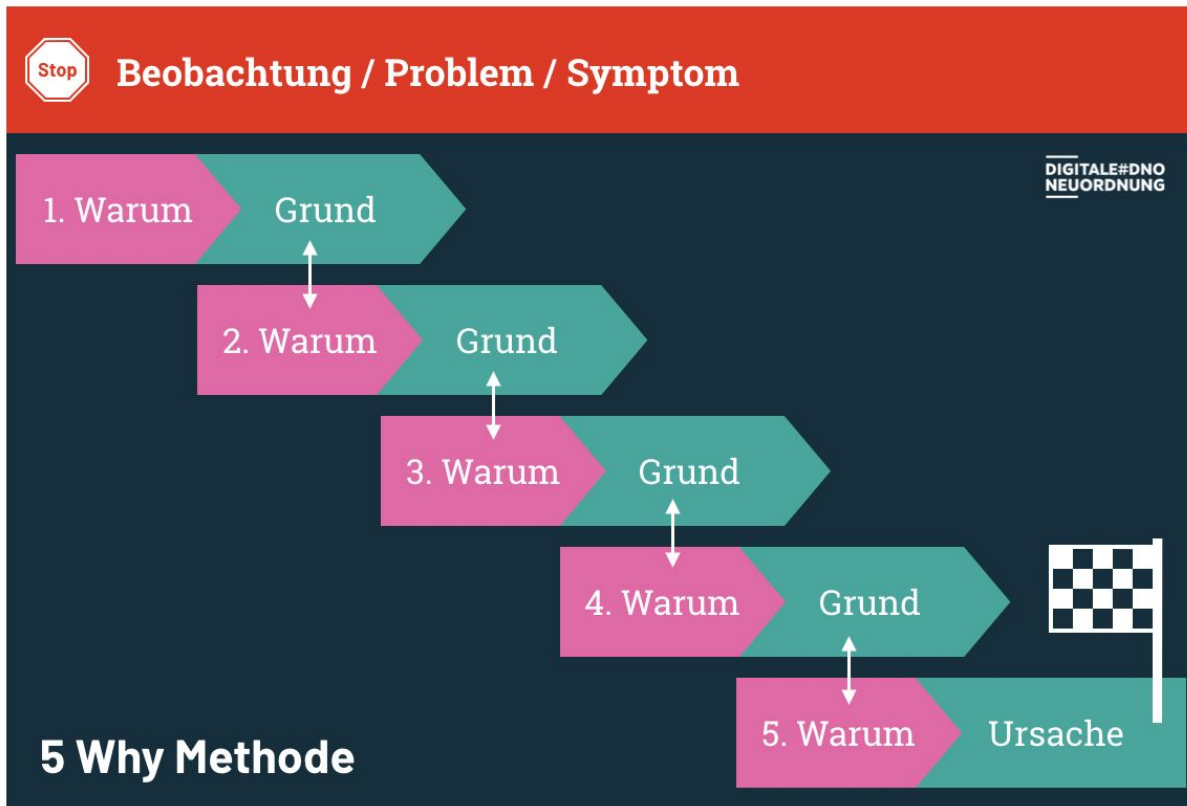 Stop
Beobachtung / Problem / Symptom
DIGITALE#DNO
NEUORDNUNG
1. Warum
Grund
2. Warum
Grund
3. Warum
Grund
4. Warum
Grund
5. Warum
Ursache
5 Why Methode